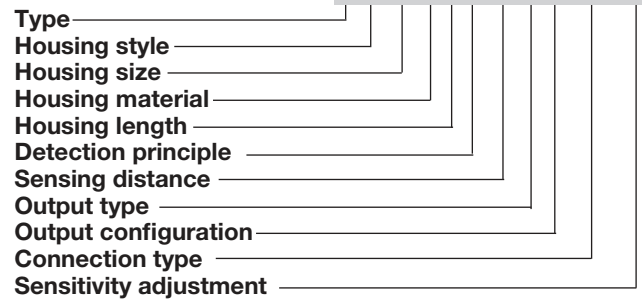 Type
Housing style
Housing size
Housing material
Housing length
Detection principle
Sensing distance
Output type
Output configuration
Connection type
Sensitivity adjustment